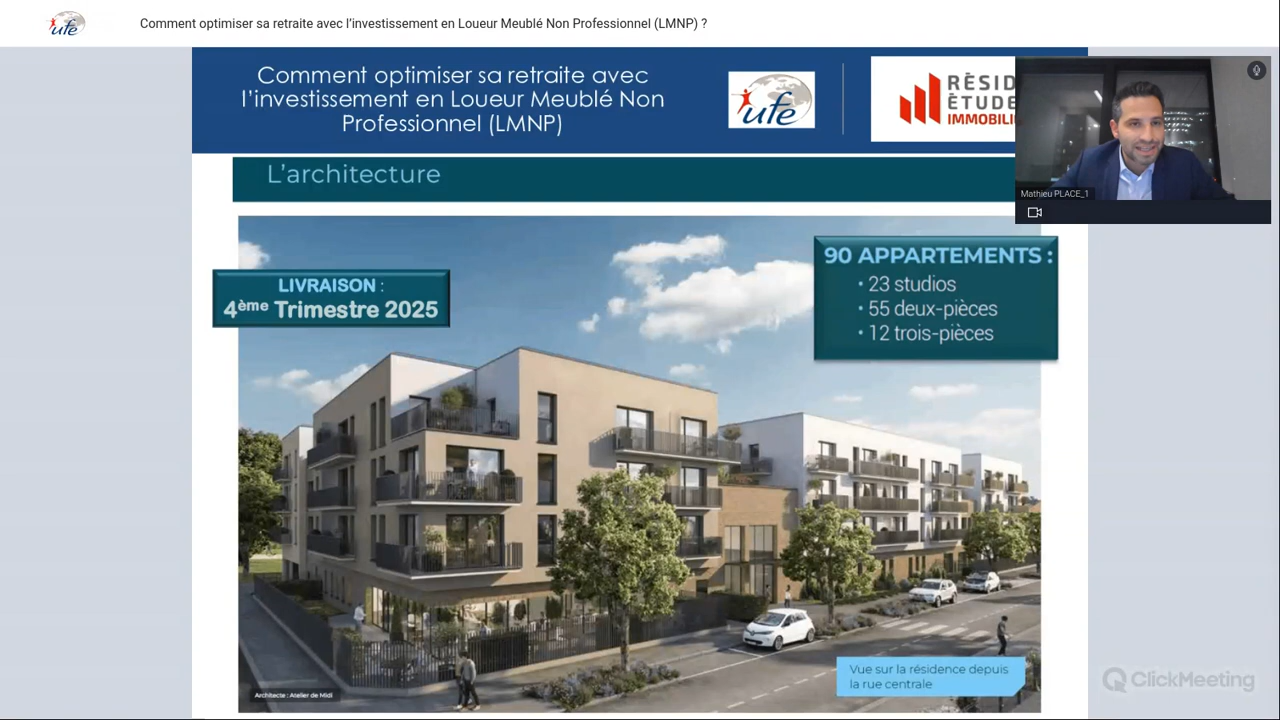 ufe
Comment optimiser sa retraite avec l'investissement en Loueur Meublé Non Professionnel (LMNP) ?
Comment optimiser sa retraite avec
l'investissement en Loueur Meublé Non
Professionnel (LMNP)
ufe
RÉSID
ÉTUDE
IMMOBILI
Mathieu PLACE_1
L'architecture
LIVRAISON :
4ème Trimestre 2025
90 APPARTEMENTS :
• 23 studios
• 55 deux-pièces
• 12 trois-pièces
Vue sur la résidence depuis
la rue centrale
Architecte : Atelier de Midi
ClickMeeting